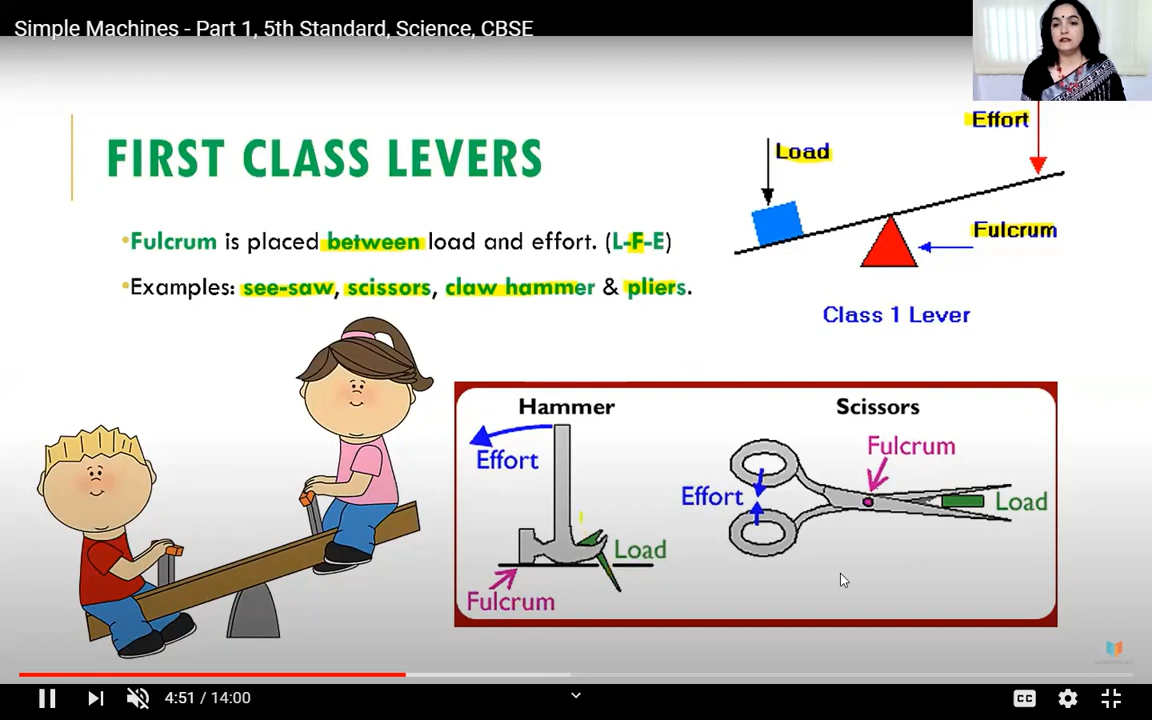 Simple Machines - Part 1, 5th Standard, Science, CBSE
FIRST CLASS LEVERS
•Fulcrum is placed between load and effort. (L-F-E)
•Examples: see-saw, scissors, claw hammer & pliers.
Effort
Load
Fulcrum
Class 1 Lever
Hammer
Effort
Load
Fulcrum
Scissors
Fulcrum
Effort
Load
4:51 / 14:00
CC